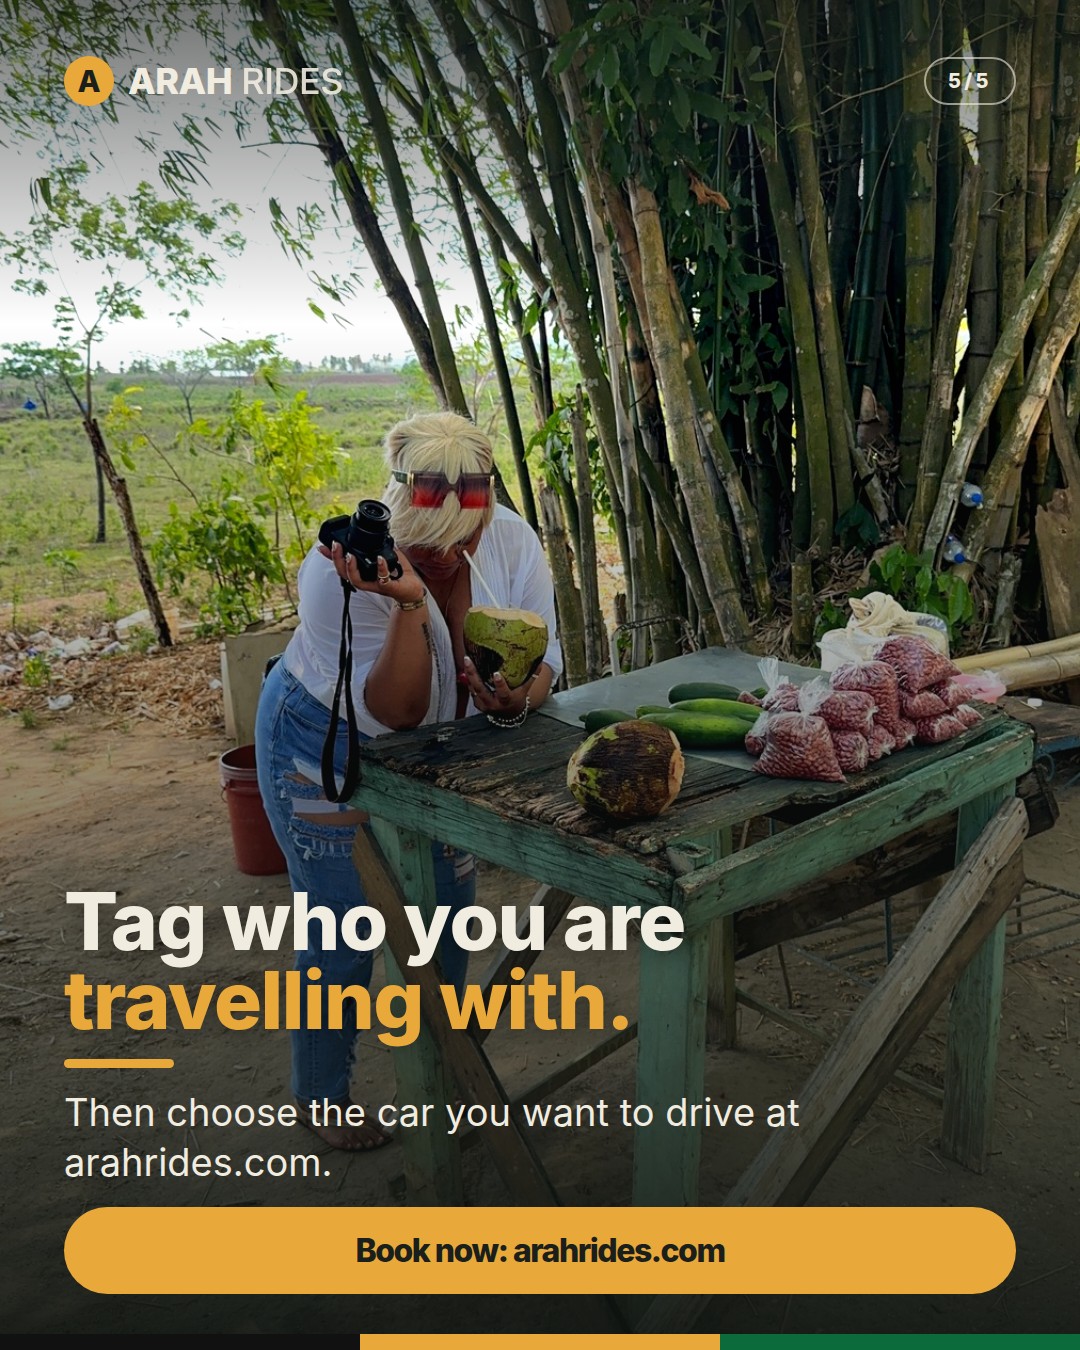 A ARAH RIDES
5/5
Tag who you are
travelling with.
Then choose the car you want to drive at
arahrides.com.
Book now: arahrides.com